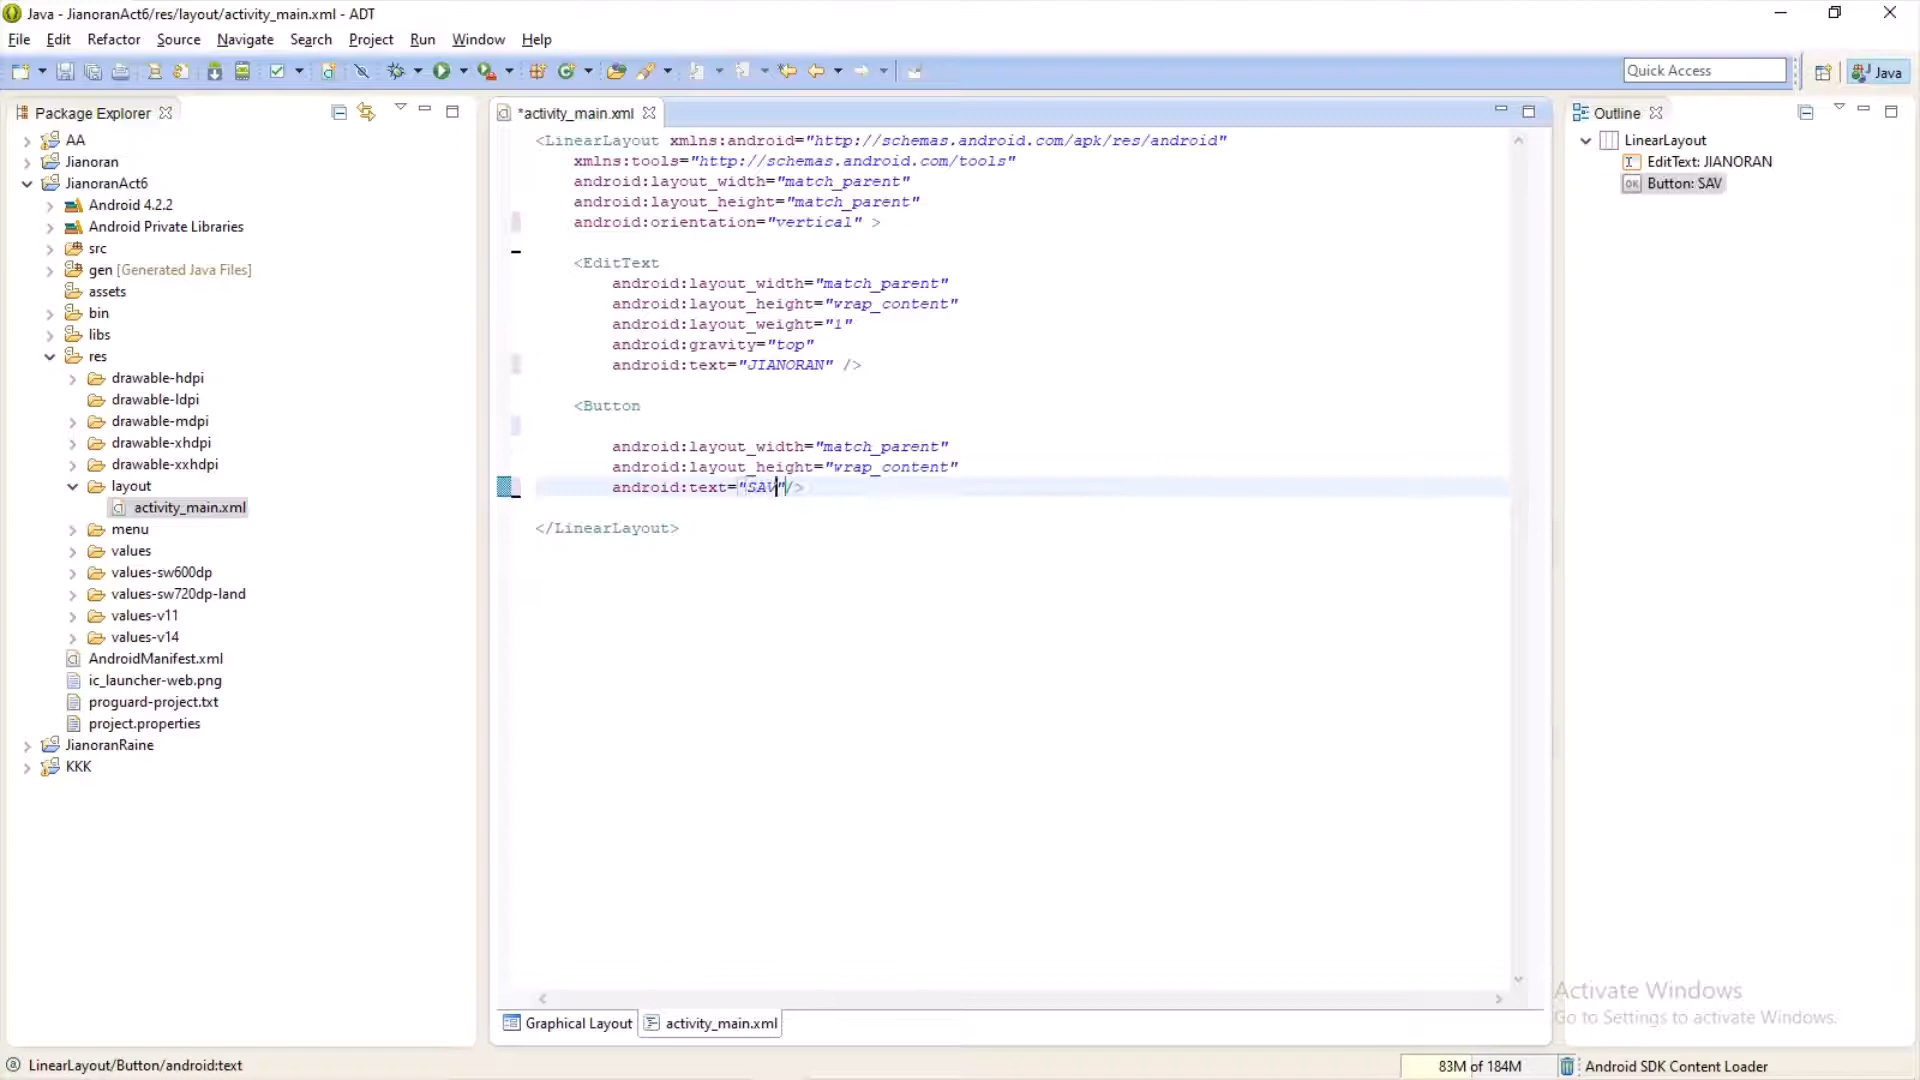 Java - JianoranAct6/res/layout/activity_main.xml - ADT
File Edit Refactor Source Navigate Search Project Run Window Help
Quick Access
Java
Package Explorer
AA
Jianoran
JianoranAct6
Android 4.2.2
Android Private Libraries
src
gen [Generated Java Files]
assets
bin
libs
res
drawable-hdpi
drawable-ldpi
drawable-mdpi
drawable-xhdpi
drawable-xxhdpi
layout
activity_main.xml
menu
values
values-sw600dp
values-sw720dp-land
values-v11
values-v14
AndroidManifest.xml
ic_launcher-web.png
proguard-project.txt
project.properties
JianoranRaine
KKK
*activity_main.xml
<LinearLayout xmlns:android="http://schemas.android.com/apk/res/android"
xmlns:tools="http://schemas.android.com/tools"
android:layout_width="match_parent"
android:layout_height="match_parent"
android:orientation="vertical" >
<EditText
android:layout_width="match_parent"
android:layout_height="wrap_content"
android:layout_weight="1"
android:gravity="top"
android:text="JIANORAN" />
<Button
android:layout_width="match_parent"
android:layout_height="wrap_content"
android:text="SAV"/>
</LinearLayout>
Graphical Layout
activity_main.xml
Outline
LinearLayout
EditText: JIANORAN
OK Button: SAV
Activate Windows
Go to Settings to activate Windows.
LinearLayout/Button/android:text
83M of 184M
Android SDK Content Loader